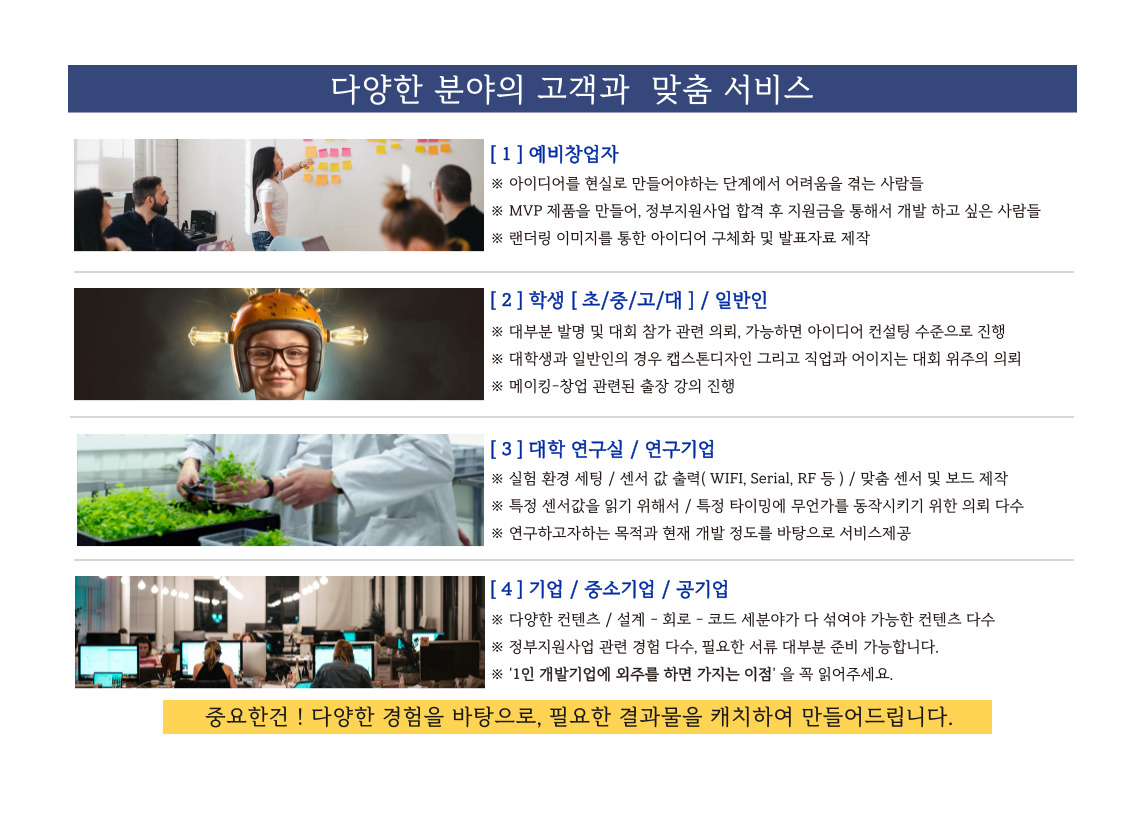 다양한 분야의 고객과 맞춤 서비스
[ 1 ] 예비창업자
※ 아이디어를 현실로 만들어야하는 단계에서 어려움을 겪는 사람들
※ MVP 제품을 만들어, 정부지원사업 합격 후 지원금을 통해서 개발 하고 싶은 사람들
※ 랜더링 이미지를 통한 아이디어 구체화 및 발표자료 제작
[ 2 ] 학생 [ 초/중/고/대 ] / 일반인
※ 대부분 발명 및 대회 참가 관련 의뢰, 가능하면 아이디어 컨설팅 수준으로 진행
※ 대학생과 일반인의 경우 캡스톤디자인 그리고 직업과 이어지는 대회 위주의 의뢰
※ 메이킹-창업 관련된 출장 강의 진행
[ 3 ] 대학 연구실 / 연구기업
※ 실험 환경 세팅 / 센서 값 출력( WIFI, Serial, RF 등 ) / 맞춤 센서 및 보드 제작
※ 특정 센서값을 읽기 위해서 / 특정 타이밍에 무언가를 동작시키기 위한 의뢰 다수
※ 연구하고자하는 목적과 현재 개발 정도를 바탕으로 서비스제공
[ 4 ] 기업 / 중소기업 / 공기업
※ 다양한 컨텐츠 / 설계 - 회로 - 코드 세분야가 다 섞여야 가능한 컨텐츠 다수
※ 정부지원사업 관련 경험 다수, 필요한 서류 대부분 준비 가능합니다.
※ '1인 개발기업에 외주를 하면 가지는 이점' 을 꼭 읽어주세요.
중요한건 ! 다양한 경험을 바탕으로, 필요한 결과물을 캐치하여 만들어드립니다.